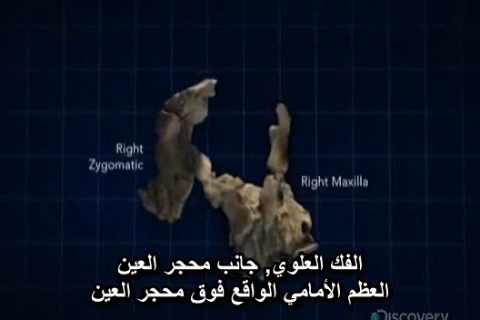 Right
Zygomatic
Right Maxilla
الفك العلوي, جانب محجر العين
العظم الأمامي الواقع فوق محجر العين
Discovery